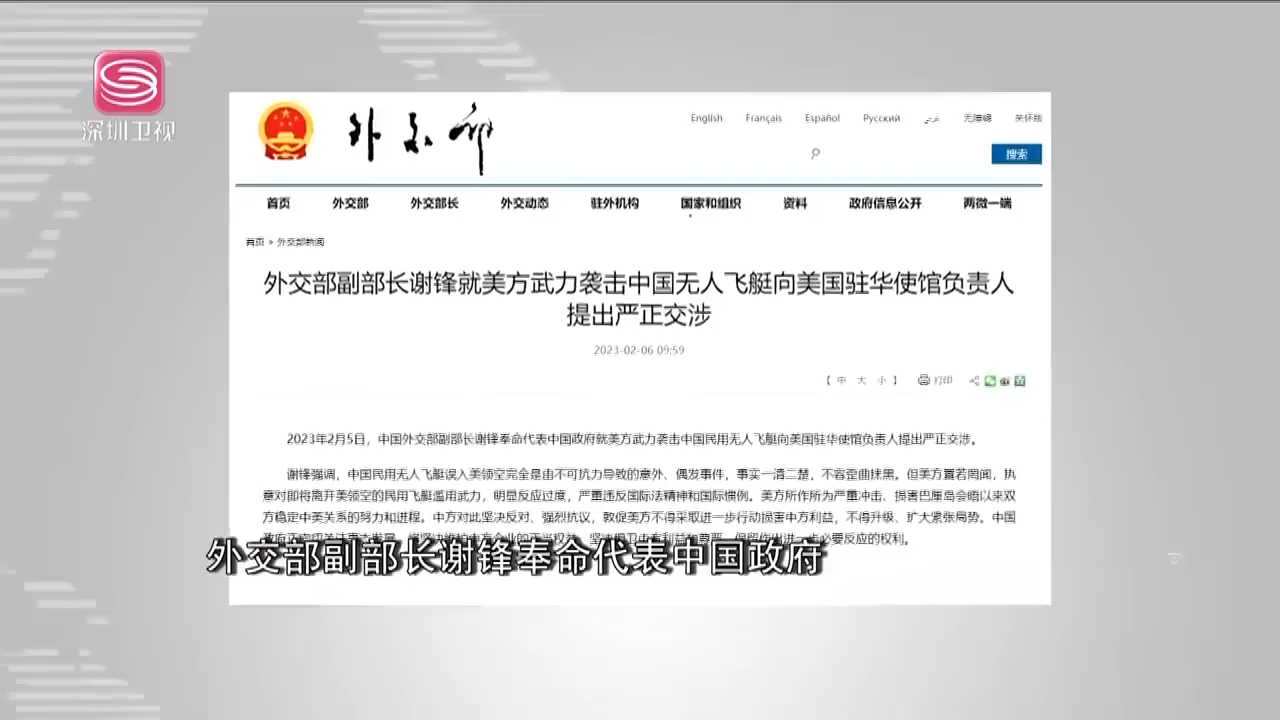 深圳卫视
外交部
English Français Español Русский عربي 无障碍 关怀版
搜索
首页 外交部 外交部长 外交动态 驻外机构 国家和组织 资料 政府信息公开 两微一端
首页 > 外交部新闻
外交部副部长谢锋就美方武力袭击中国无人飞艇向美国驻华使馆负责人
提出严正交涉
2023-02-06 09:59
【 中 大 小 】 打印
2023年2月5日，中国外交部副部长谢锋奉命代表中国政府就美方武力袭击中国民用无人飞艇向美国驻华使馆负责人提出严正交涉。
谢锋强调，中国民用无人飞艇误入美领空完全是由不可抗力导致的意外、偶发事件，事实一清二楚，不容歪曲抹黑。但美方置若罔闻，执
意对即将离开美领空的民用飞艇滥用武力，明显反应过度，严重违反国际法精神和国际惯例。美方所作所为严重冲击、损害巴厘岛会晤以来双
方稳定中美关系的努力和进程。中方对此坚决反对、强烈抗议，敦促美方不得采取进一步行动损害中方利益，不得升级、扩大紧张局势。中国
必要反应的权利。
外交部副部长谢锋奉命代表中国政府